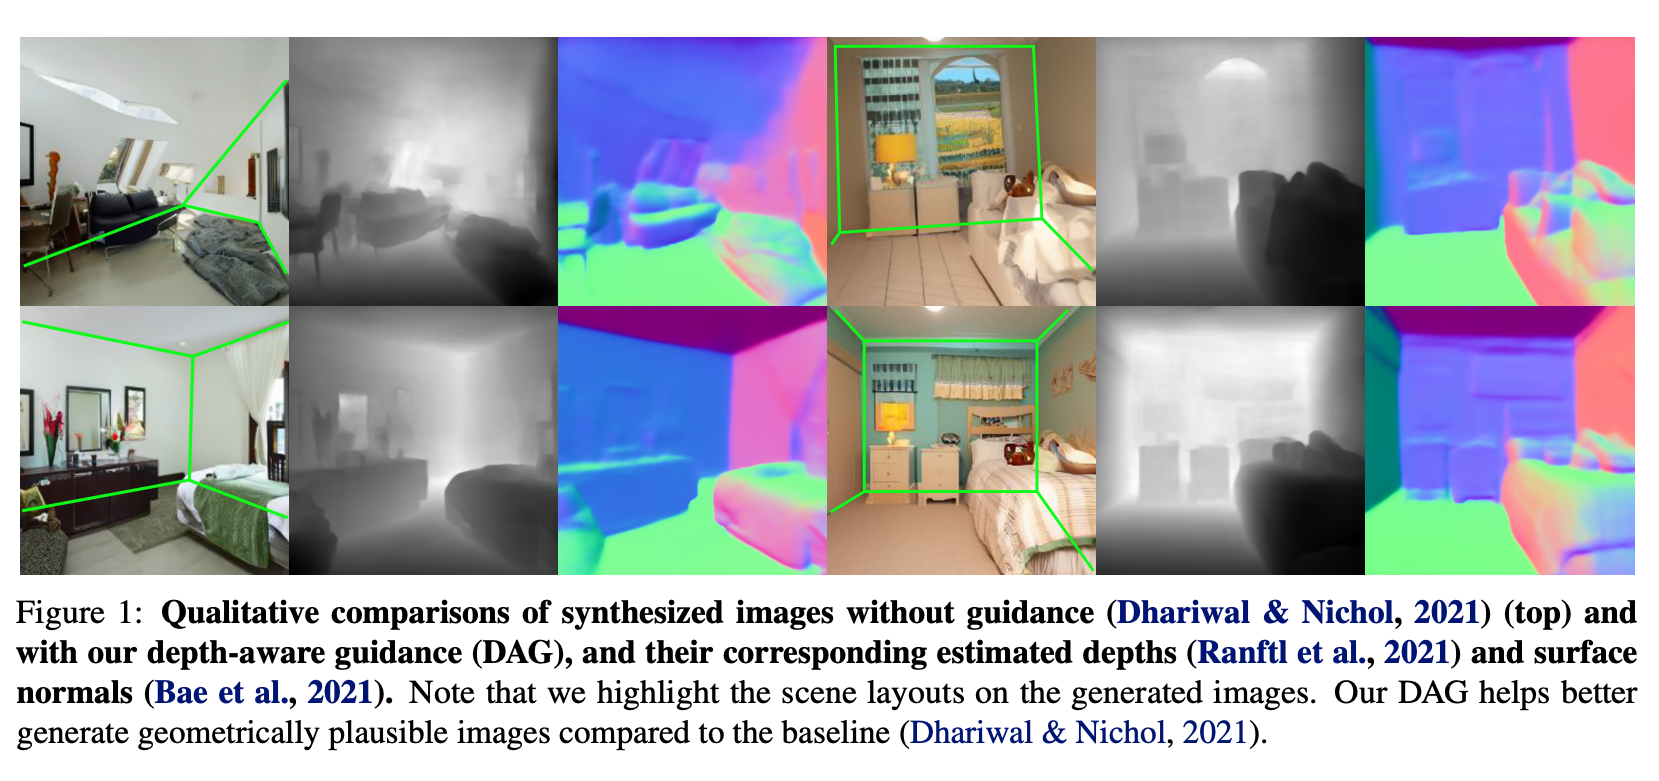 Figure 1: Qualitative comparisons of synthesized images without guidance (Dhariwal & Nichol, 2021) (top) and
with our depth-aware guidance (DAG), and their corresponding estimated depths (Ranftl et al., 2021) and surface
normals (Bae et al., 2021). Note that we highlight the scene layouts on the generated images. Our DAG helps better
generate geometrically plausible images compared to the baseline (Dhariwal & Nichol, 2021).